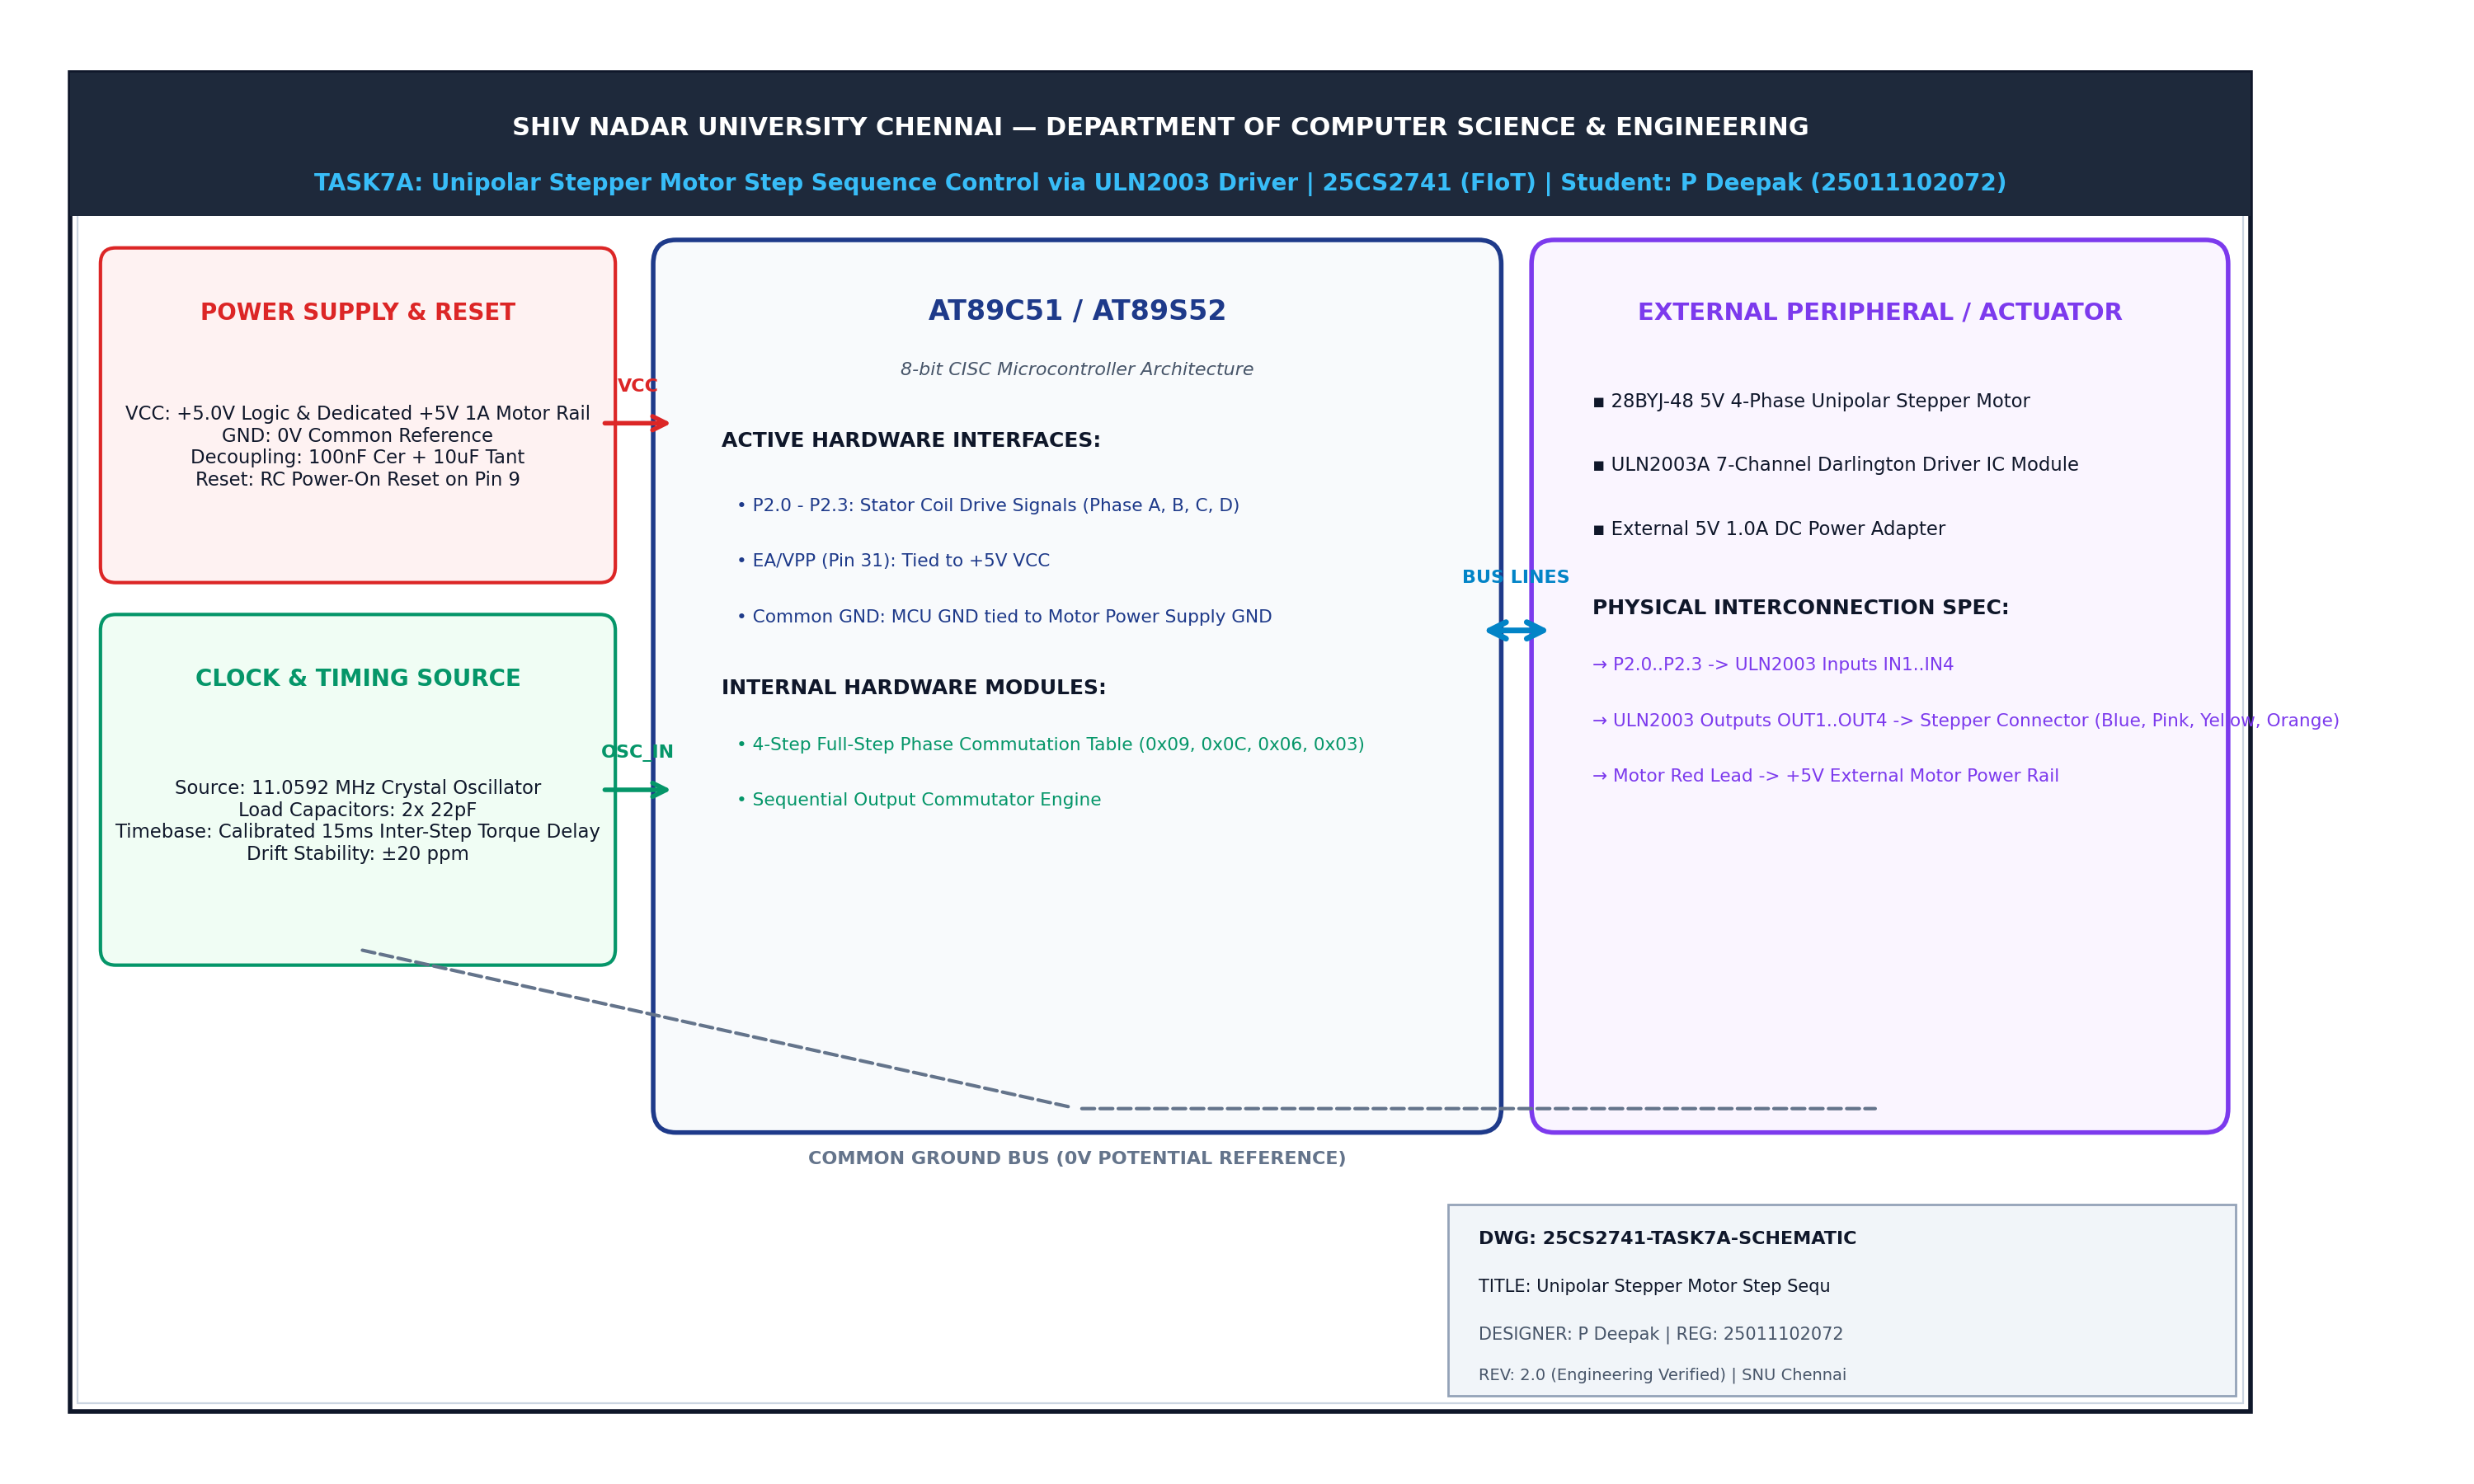 SHIV NADAR UNIVERSITY CHENNAI — DEPARTMENT OF COMPUTER SCIENCE & ENGINEERING
TASK7A: Unipolar Stepper Motor Step Sequence Control via ULN2003 Driver | 25CS2741 (FIoT) | Student: P Deepak (25011102072)
POWER SUPPLY & RESET
VCC: +5.0V Logic & Dedicated +5V 1A Motor Rail
GND: 0V Common Reference
Decoupling: 100nF Cer + 10uF Tant
Reset: RC Power-On Reset on Pin 9
VCC
CLOCK & TIMING SOURCE
Source: 11.0592 MHz Crystal Oscillator
Load Capacitors: 2x 22pF
Timebase: Calibrated 15ms Inter-Step Torque Delay
Drift Stability: ±20 ppm
OSC_IN
AT89C51 / AT89S52
8-bit CISC Microcontroller Architecture
ACTIVE HARDWARE INTERFACES:
• P2.0 - P2.3: Stator Coil Drive Signals (Phase A, B, C, D)
• EA/VPP (Pin 31): Tied to +5V VCC
• Common GND: MCU GND tied to Motor Power Supply GND
INTERNAL HARDWARE MODULES:
• 4-Step Full-Step Phase Commutation Table (0x09, 0x0C, 0x06, 0x03)
• Sequential Output Commutator Engine
BUS LINES
EXTERNAL PERIPHERAL / ACTUATOR
▪ 28BYJ-48 5V 4-Phase Unipolar Stepper Motor
▪ ULN2003A 7-Channel Darlington Driver IC Module
▪ External 5V 1.0A DC Power Adapter
PHYSICAL INTERCONNECTION SPEC:
→ P2.0..P2.3 -> ULN2003 Inputs IN1..IN4
→ ULN2003 Outputs OUT1..OUT4 -> Stepper Connector (Blue, Pink, Yellow, Orange)
→ Motor Red Lead -> +5V External Motor Power Rail
COMMON GROUND BUS (0V POTENTIAL REFERENCE)
DWG: 25CS2741-TASK7A-SCHEMATIC
TITLE: Unipolar Stepper Motor Step Sequ
DESIGNER: P Deepak | REG: 25011102072
REV: 2.0 (Engineering Verified) | SNU Chennai